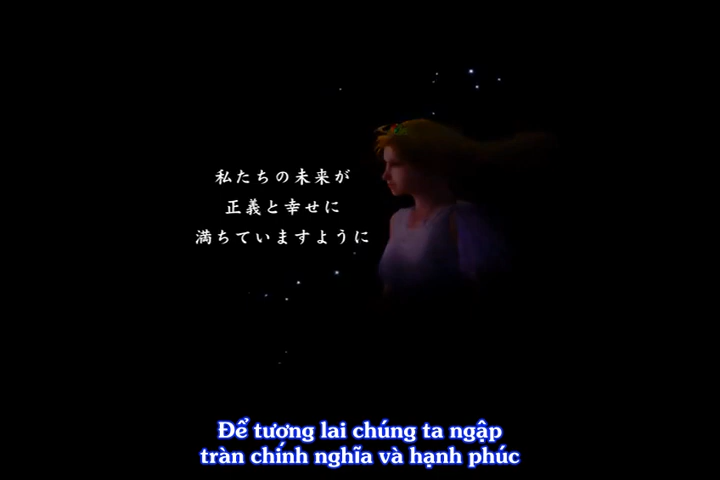 私たちの未来が
正義と幸せに
満ちていますように
Để tượng lai chúng ta ngập
tràn chính nghĩa và hạnh phúc